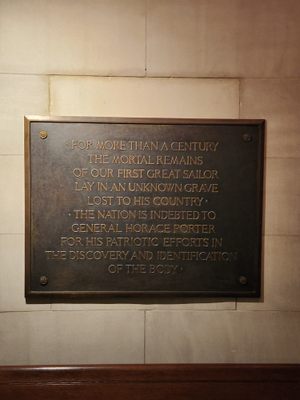 · FOR MORE THAN A CENTURY
THE MORTAL REMAINS
OF OUR FIRST GREAT SAILOR
LAY IN AN UNKNOWN GRAVE
LOST TO HIS COUNTRY ·
· THE NATION IS INDEBTED TO
GENERAL HORACE PORTER
FOR HIS PATRIOTIC EFFORTS IN
THE DISCOVERY AND IDENTIFICATION
OF THE BODY ·